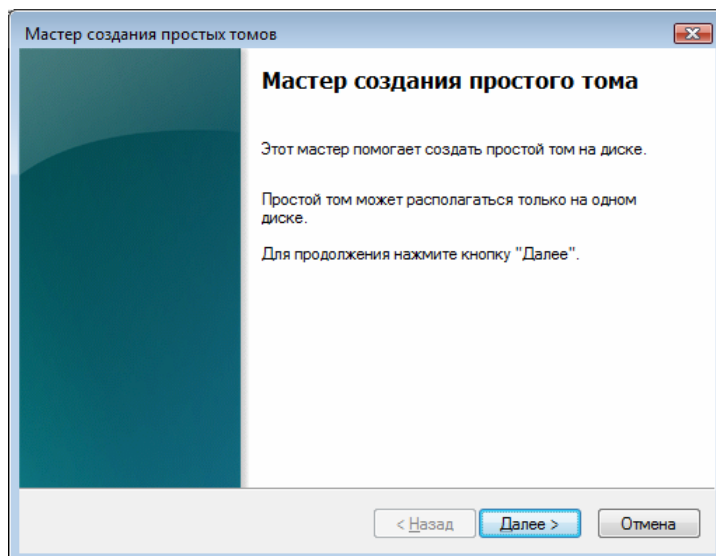 Мастер создания простых томов
Мастер создания простого тома
Этот мастер помогает создать простой том на диске.
Простой том может располагаться только на одном
диске.
Для продолжения нажмите кнопку "Далее".
< Назад
Далее >
Отмена